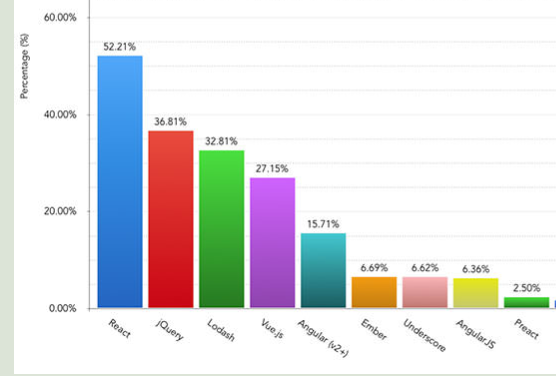 60.00%
Percentage (%)
52.21%
40.00%
36.81%
32.81%
27.15%
20.00%
15.71%
6.69%
6.62%
6.36%
2.50%
0.00%
React
jQuery
Lodash
Vue.js
Angular (v2+)
Ember
Underscore
AngularJS
Preact